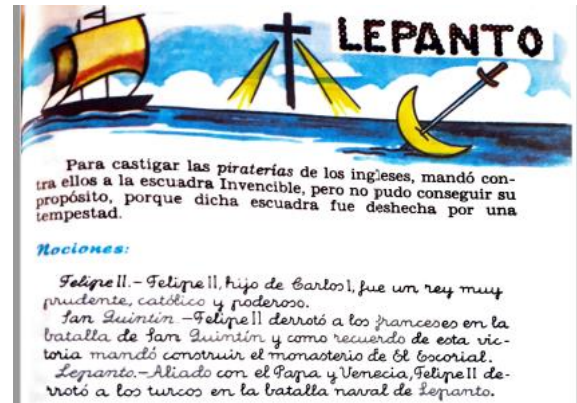 LEPANTO
Para castigar las piraterías de los ingleses, mandó con-
tra ellos a la escuadra Invencible, pero no pudo conseguir su
propósito, porque dicha escuadra fue deshecha por una
tempestad.
Nociones:
Felipe II.- Felipe II, hijo de Carlos I, fue un rey muy
prudente, católico y poderoso.
San Quintín.-Felipe II derrotó a los franceses en la
batalla de San Quintín y como recuerdo de esta vic-
toria mandó construir el monasterio de El Escorial.
Lepanto.-Aliado con el Papa y Venecia, Felipe II de-
rrotó a los turcos en la batalla naval de Lepanto.